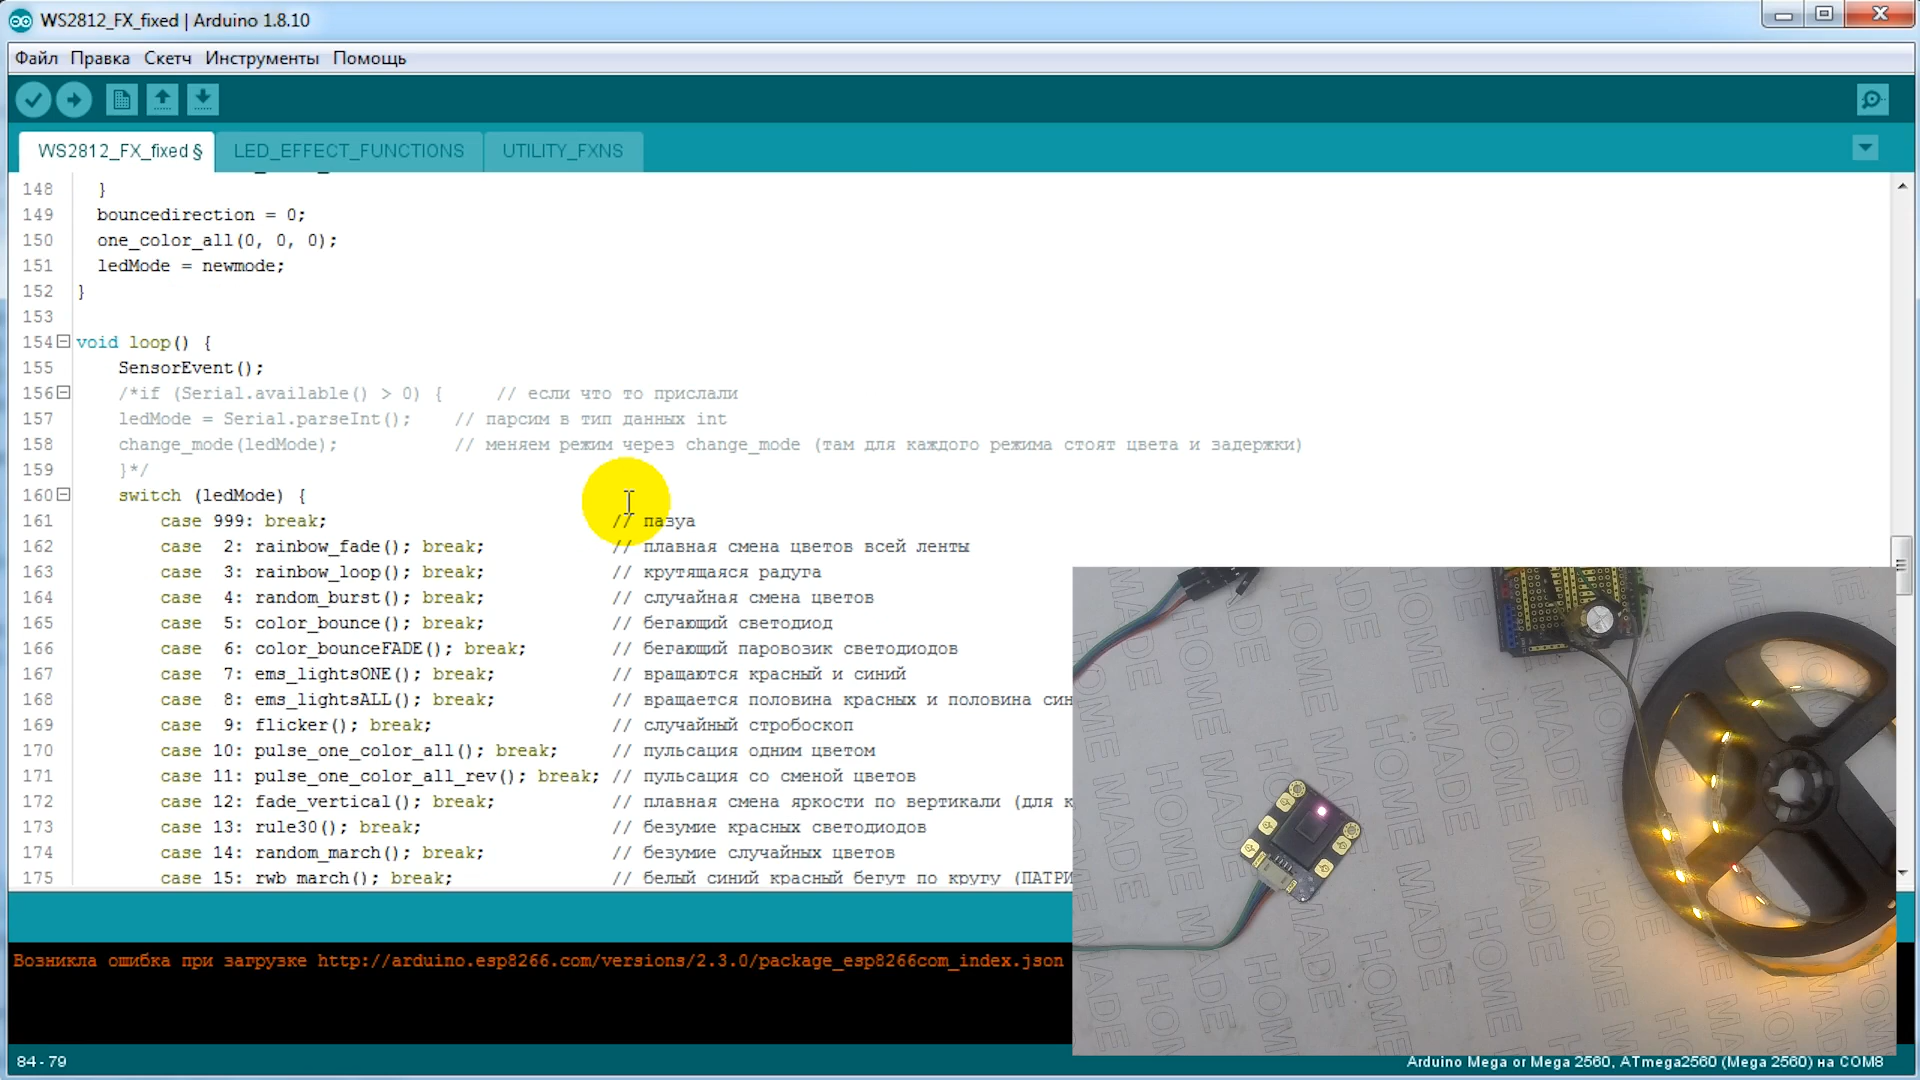 WS2812_FX_fixed | Arduino 1.8.10
Файл Правка Скетч Инструменты Помощь
WS2812_FX_fixed § LED_EFFECT_FUNCTIONS UTILITY_FXNS
148 }
149 bouncedirection = 0;
150 one_color_all(0, 0, 0);
151 ledMode = newmode;
152 }
153
154 void loop() {
155 SensorEvent();
156 /*if (Serial.available() > 0) { // если что то прислали
157 ledMode = Serial.parseInt(); // парсим в тип данных int
158 change_mode(ledMode); // меняем режим через change_mode (там для каждого режима стоят цвета и задержки)
159 }*/
160 switch (ledMode) {
161 case 999: break; // пазуа
162 case 2: rainbow_fade(); break; // плавная смена цветов всей ленты
163 case 3: rainbow_loop(); break; // крутящаяся радуга
164 case 4: random_burst(); break; // случайная смена цветов
165 case 5: color_bounce(); break; // бегающий светодиод
166 case 6: color_bounceFADE(); break; // бегающий паровозик светодиодов
167 case 7: ems_lightsONE(); break; // вращаются красный и синий
168 case 8: ems_lightsALL(); break; // вращается половина красных и половина син
169 case 9: flicker(); break; // случайный стробоскоп
170 case 10: pulse_one_color_all(); break; // пульсация одним цветом
171 case 11: pulse_one_color_all_rev(); break; // пульсация со сменой цветов
172 case 12: fade_vertical(); break; // плавная смена яркости по вертикали (для к
173 case 13: rule30(); break; // безумие красных светодиодов
174 case 14: random_march(); break; // безумие случайных цветов
175 case 15: rwb_march(); break; // белый синий красный бегут по кругу (ПАТРИ
HOME MADE HOME MADE HOME MADE
Возникла ошибка при загрузке http://arduino.esp8266.com/versions/2.3.0/package_esp8266com_index.json
84 - 79
Arduino Mega or Mega 2560, ATmega2560 (Mega 2560) на COM8